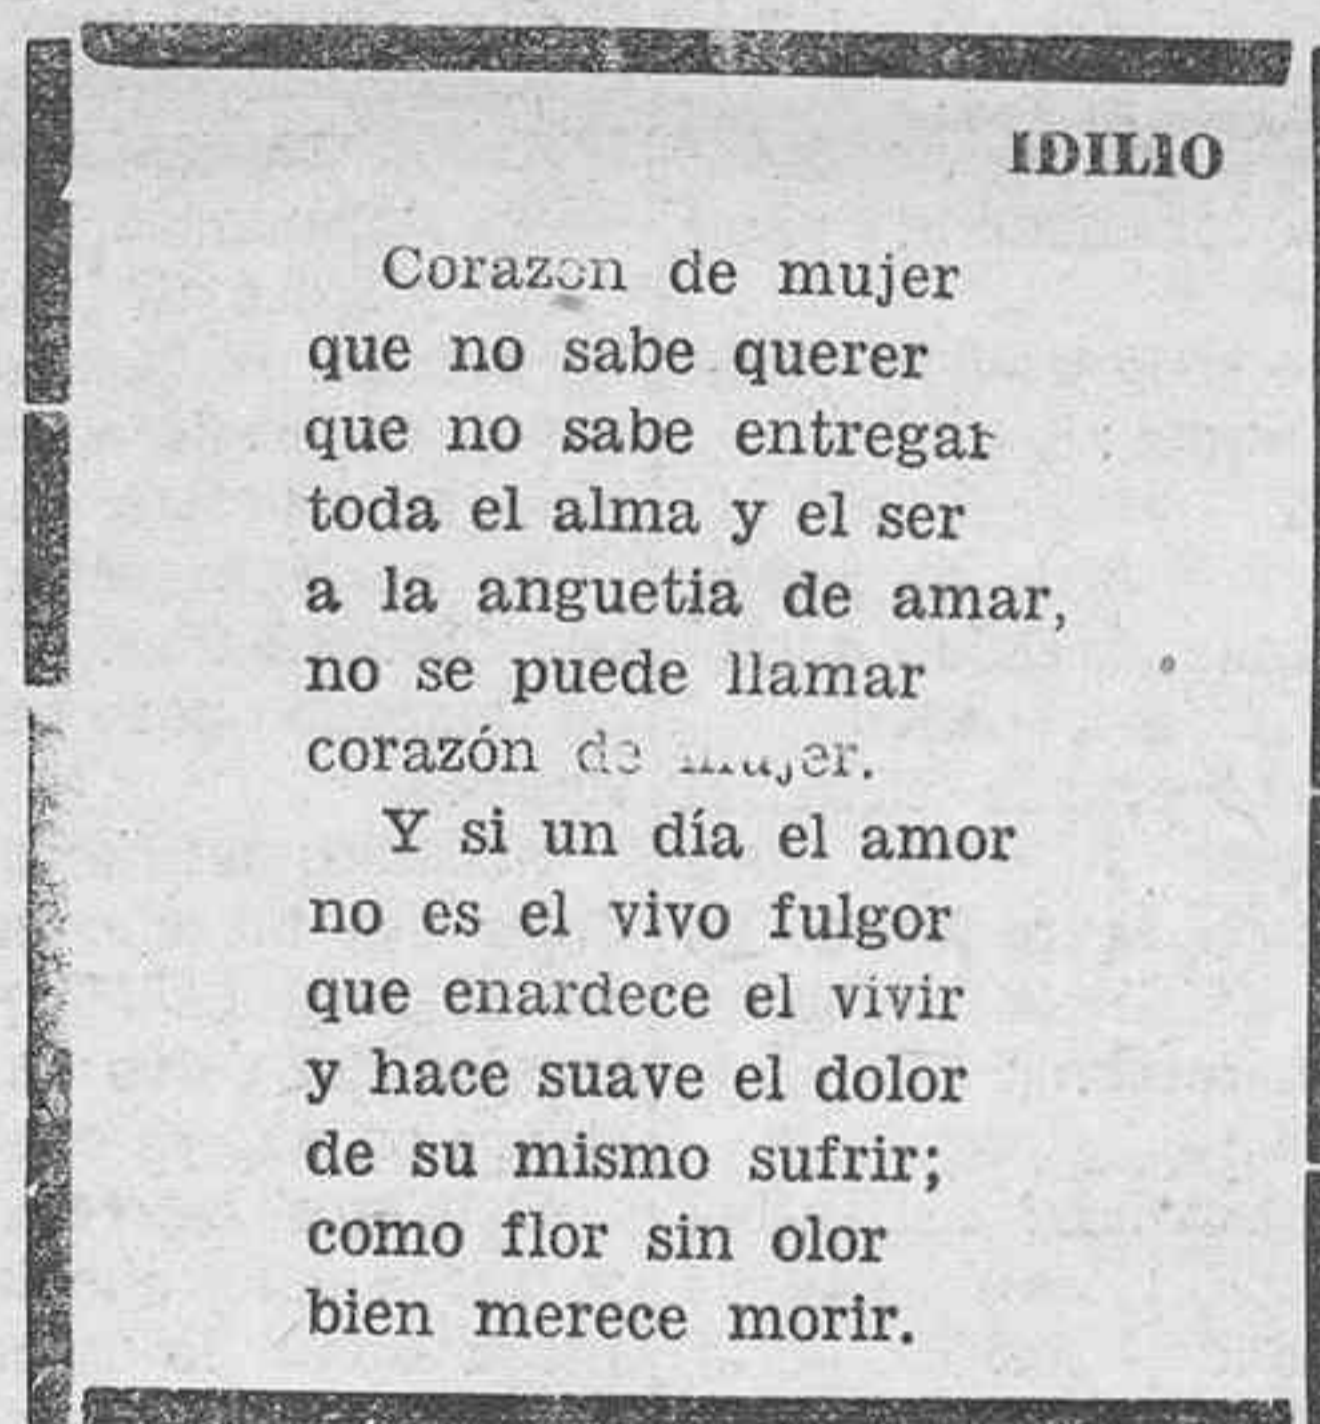 IDILIO
Corazon de mujer
que no sabe querer
que no sabe entregar
toda el alma y el ser
a la anguetia de amar,
no se puede llamar
corazón de mujer.
Y si un día el amor
no es el vivo fulgor
que enardece el vivir
y hace suave el dolor
de su mismo sufrir;
como flor sin olor
bien merece morir.